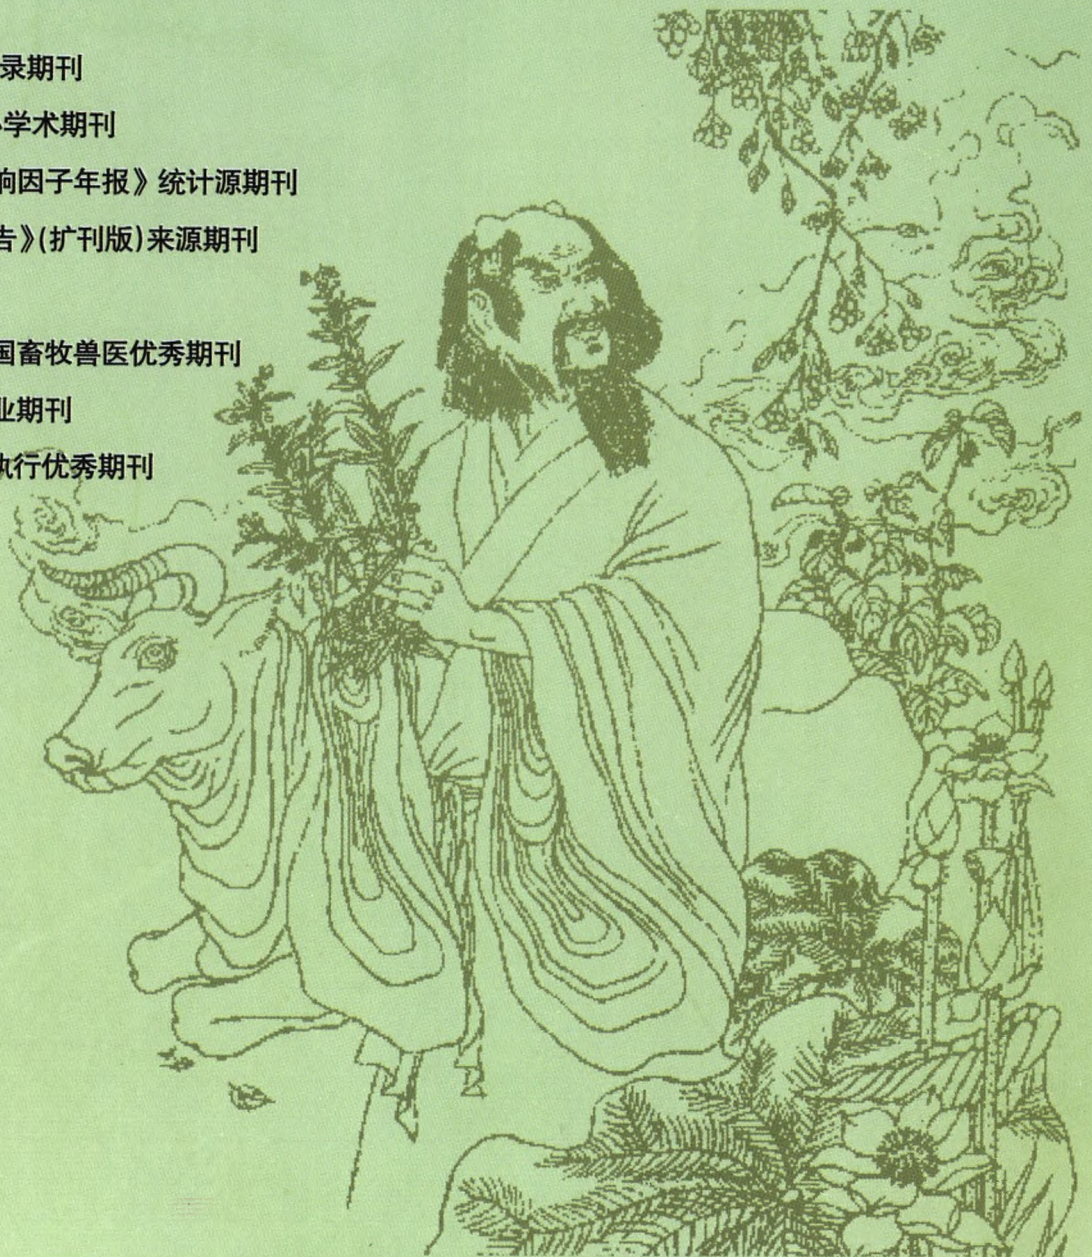 录期刊
学术期刊
响因子年报》统计源期刊
告》(扩刊版)来源期刊
国畜牧兽医优秀期刊
业期刊
执行优秀期刊